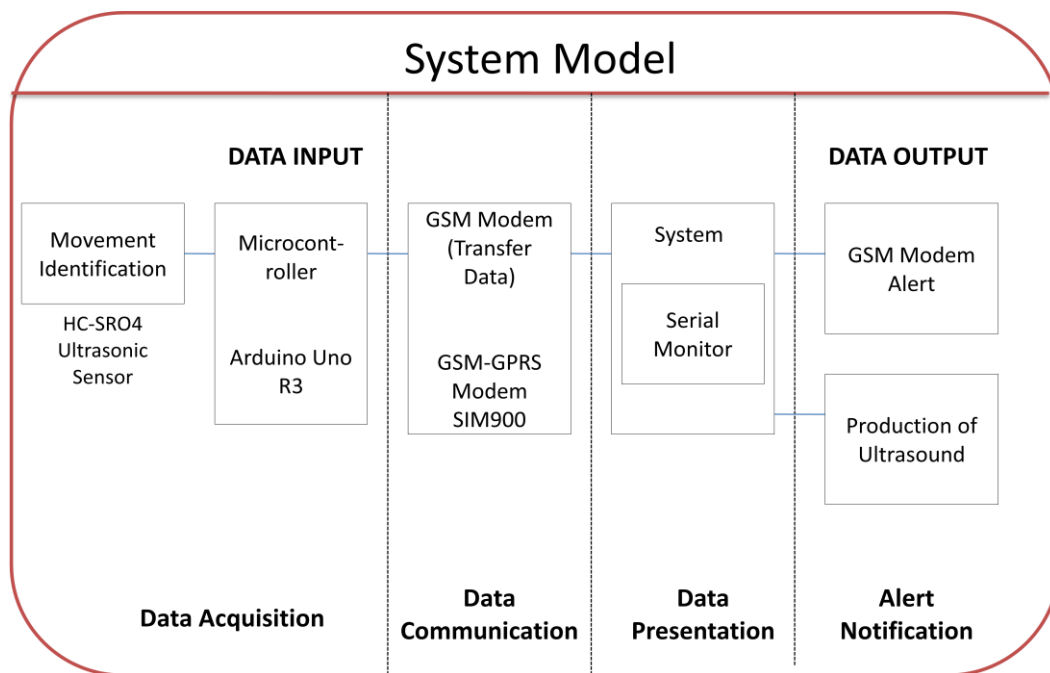 System Model
DATA INPUT
DATA OUTPUT
Movement
Identification
HC-SRO4
Ultrasonic
Sensor
Microcont-
roller
Arduino Uno
R3
GSM Modem
(Transfer
Data)
GSM-GPRS
Modem
SIM900
System
Serial
Monitor
GSM Modem
Alert
Production of
Ultrasound
Data Acquisition
Data
Communication
Data
Presentation
Alert
Notification